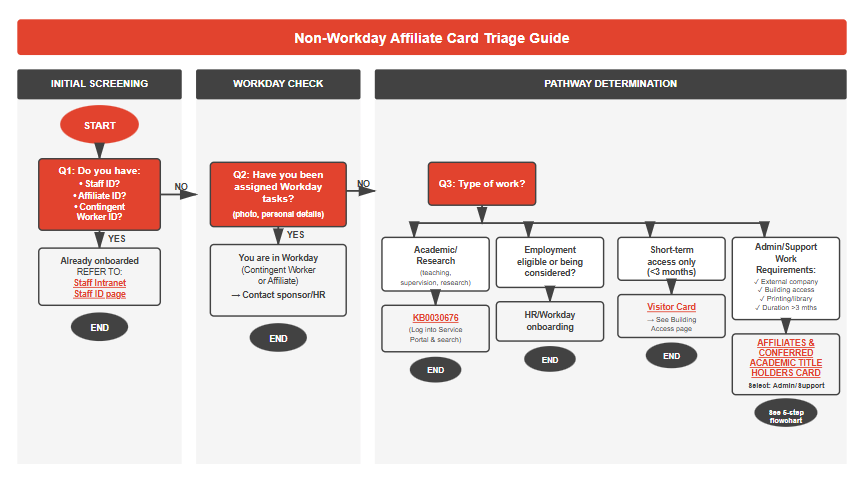 Non-Workday Affiliate Card Triage Guide
INITIAL SCREENING
START
Q1: Do you have:
• Staff ID?
• Affiliate ID?
• Contingent
Worker ID?
NO
YES
Already onboarded
REFER TO:
Staff Intranet
Staff ID page
END
WORKDAY CHECK
Q2: Have you been
assigned Workday
tasks?
(photo, personal details)
NO
YES
You are in Workday
(Contingent Worker
or Affiliate)
→ Contact sponsor/HR
END
PATHWAY DETERMINATION
Q3: Type of work?
Academic/
Research
(teaching,
supervision, research)
KB0030676
(Log into Service
Portal & search)
END
Employment
eligible or being
considered?
HR/Workday
onboarding
END
Short-term
access only
(<3 months)
Visitor Card
→ See Building
Access page
END
Admin/Support
Work
Requirements:
✓ External company
✓ Building access
✓ Printing/library
✓ Duration >3 mths
AFFILIATES &
CONFERRED
ACADEMIC TITLE
HOLDERS CARD
Select: Admin/Support
See 5-step
flowohart